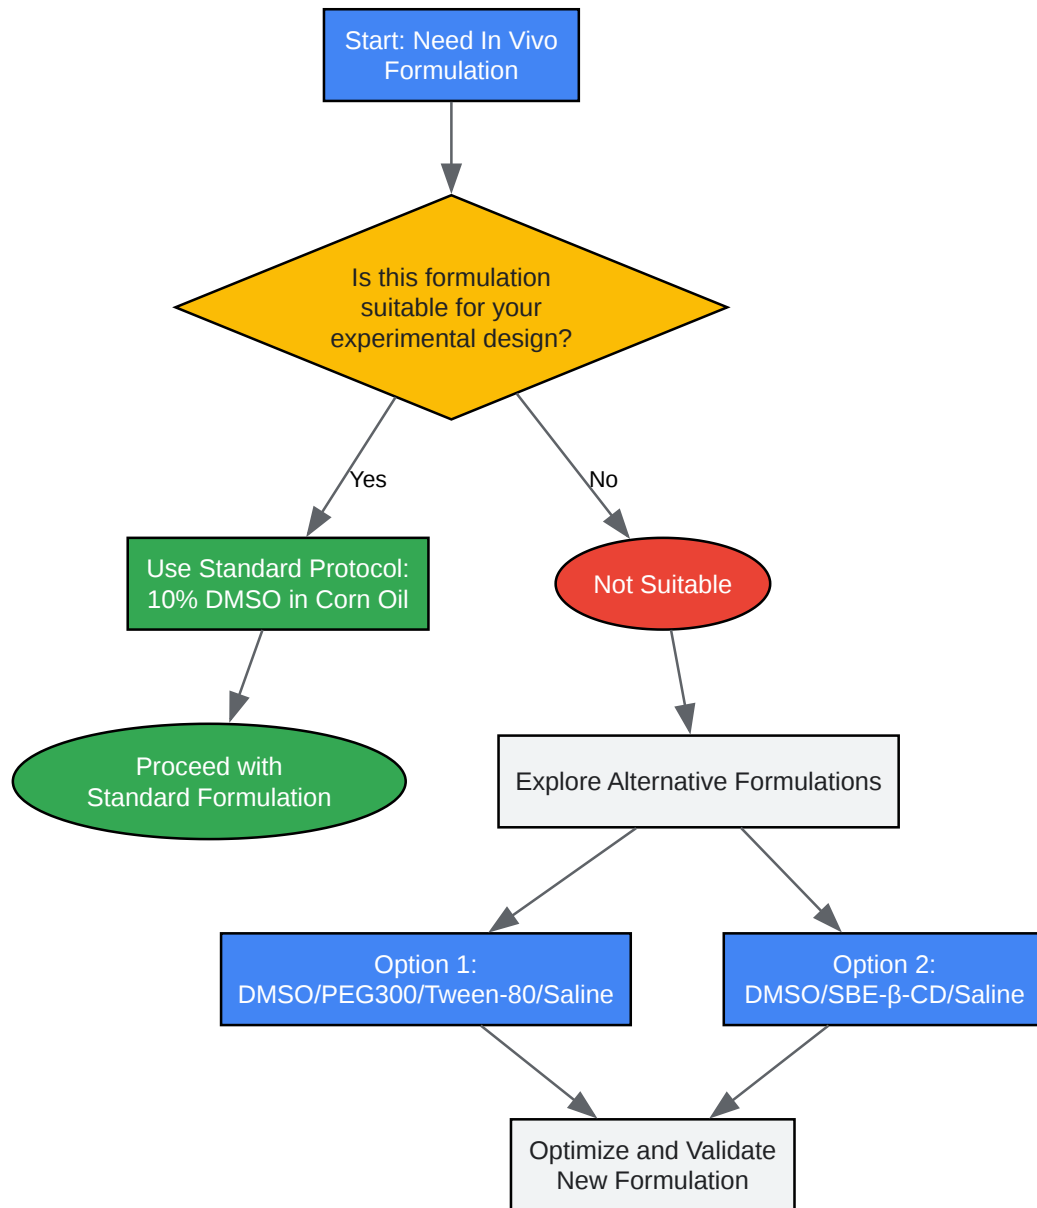 Start: Need In Vivo
Formulation
Is this formulation
suitable for your
experimental design?
Yes
No
Use Standard Protocol:
10% DMSO in Corn Oil
Not Suitable
Proceed with
Standard Formulation
Explore Alternative Formulations
Option 1:
DMSO/PEG300/Tween-80/Saline
Option 2:
DMSO/SBE-β-CD/Saline
Optimize and Validate
New Formulation